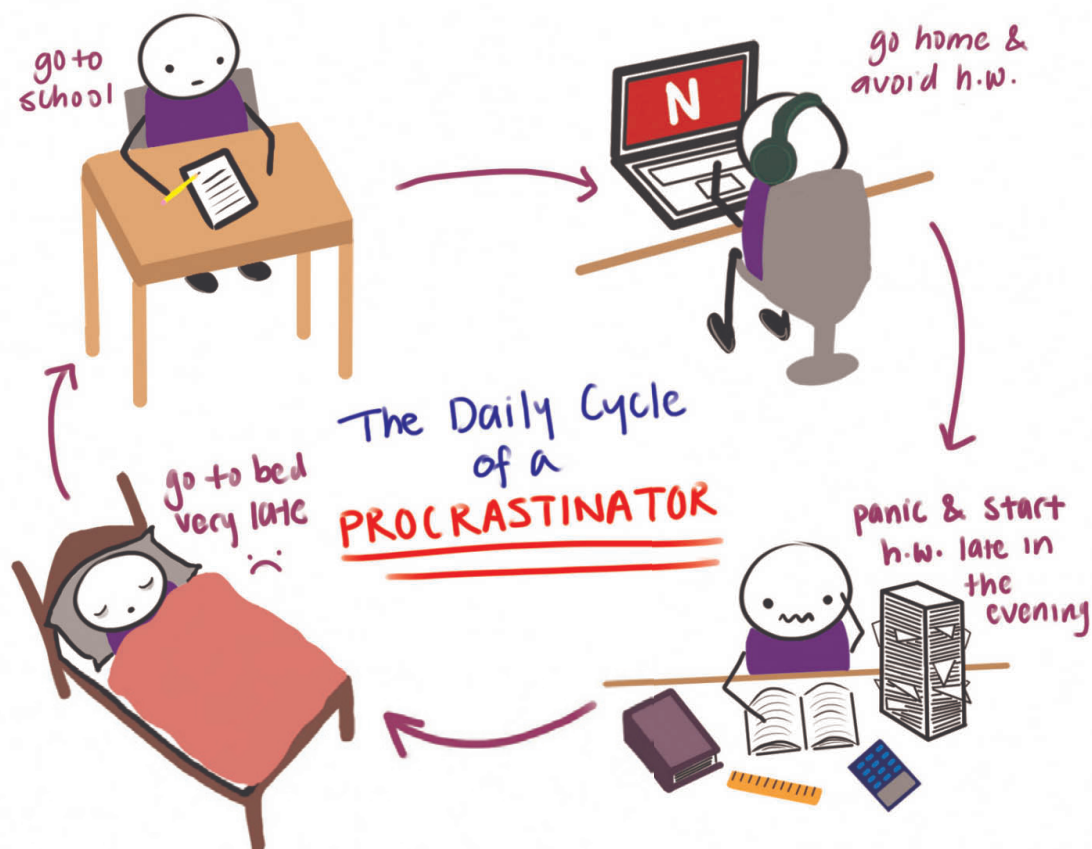 go to
school
go home &
avoid h.w.
N
The Daily Cycle
of a
PROCRASTINATOR
panic & start
h.w. late in
the
evening
go to bed
very late
:(